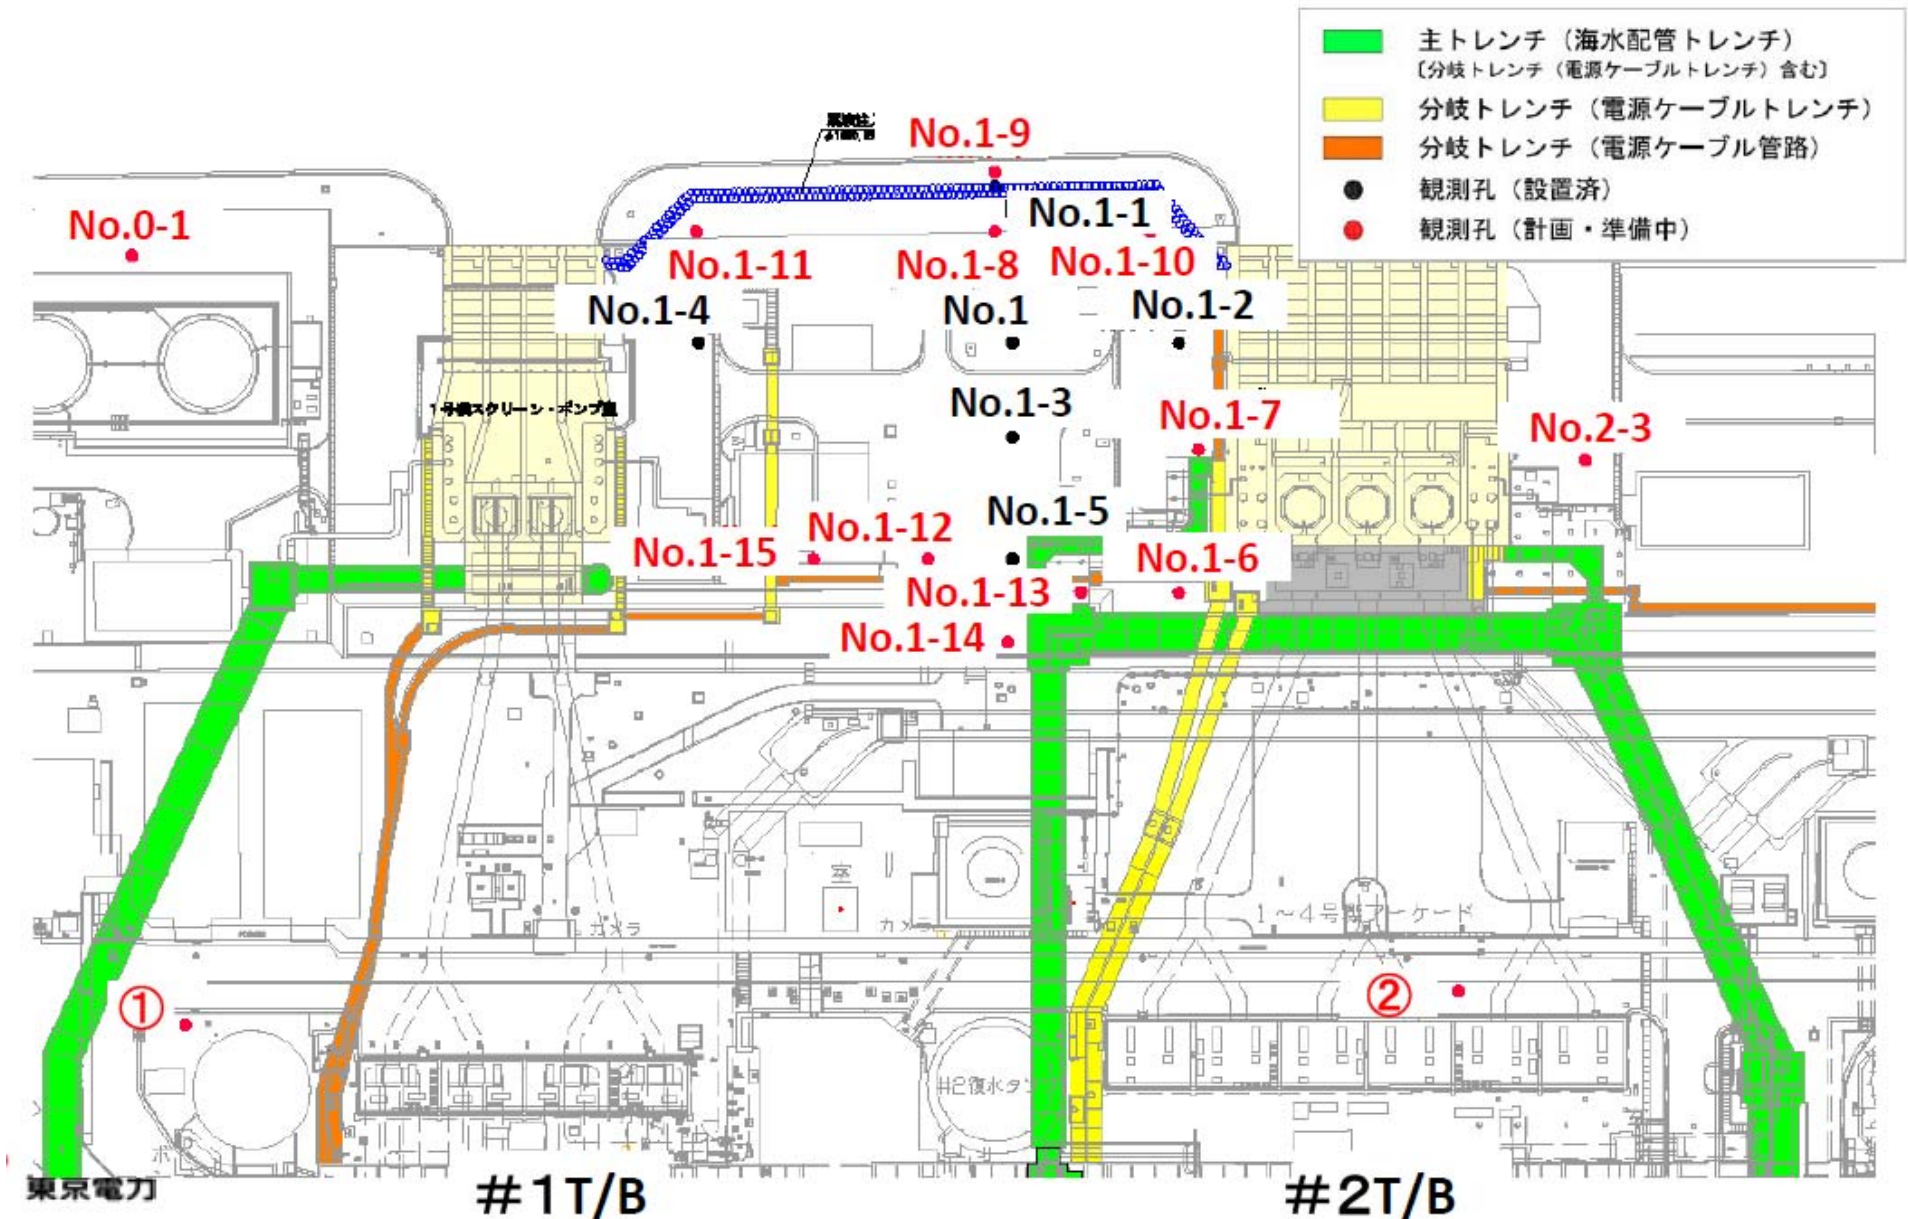 主トレンチ（海水配管トレンチ）
〔分岐トレンチ（電源ケーブルトレンチ）含む〕
分岐トレンチ（電源ケーブルトレンチ）
分岐トレンチ（電源ケーブル管路）
観測孔（設置済）
観測孔（計画・準備中）
No.1-9
No.0-1
No.1-1
No.1-11
No.1-8
No.1-10
No.1-4
No.1
No.1-2
No.1-3
No.1-7
1号機スクリーン・ポンプ室
No.2-3
No.1-5
No.1-12
No.1-15
No.1-6
No.1-13
No.1-14
カメラ
カメラ
1～4号
アーケード
①
②
#2復水タン
東京電力
#1T/B
#2T/B